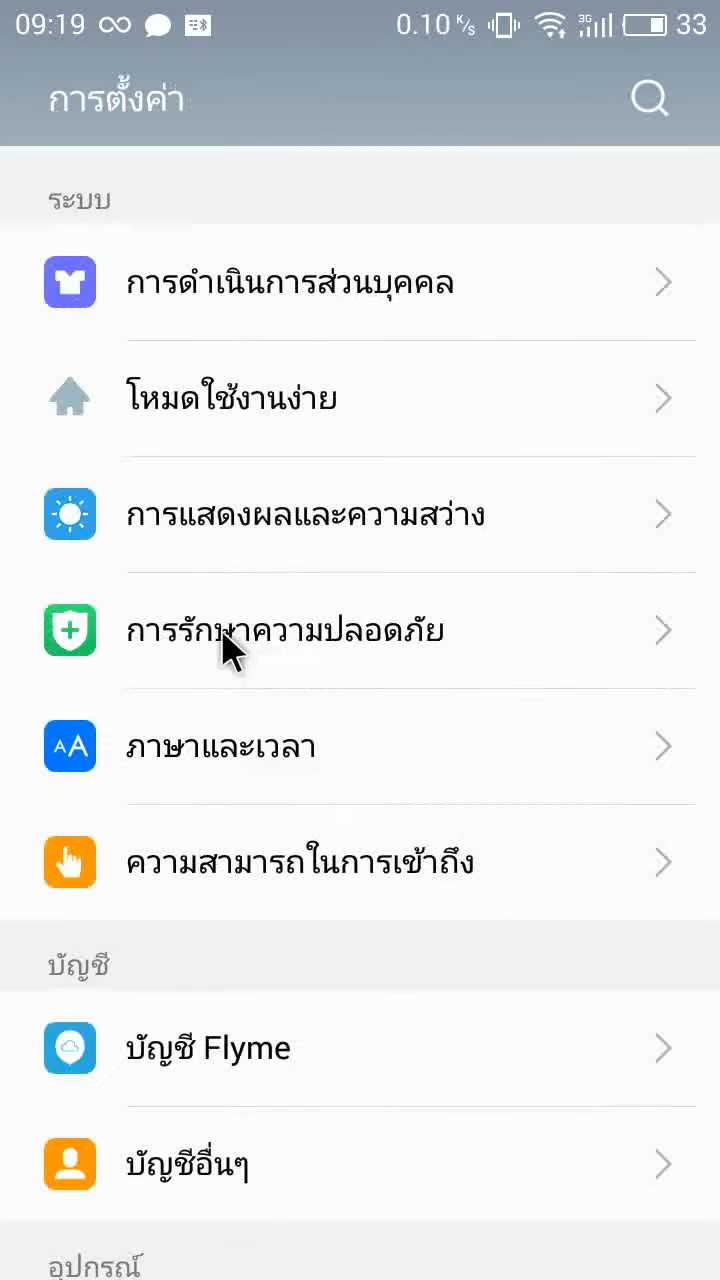 09:19 0.10 K/s 3G 33
การตั้งค่า
ระบบ
การดำเนินการส่วนบุคคล
โหมดใช้งานง่าย
การแสดงผลและความสว่าง
การรักษาความปลอดภัย
ภาษาและเวลา
AA
ความสามารถในการเข้าถึง
บัญชี
บัญชี Flyme
บัญชีอื่นๆ
อุปกรณ์